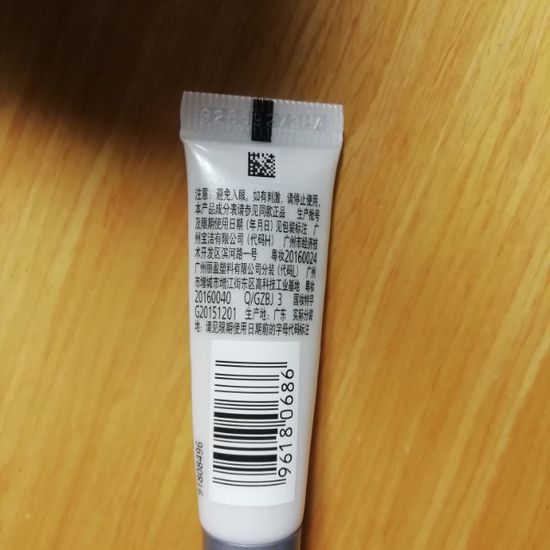 注意：避免入眼。如有刺激，请停止使用。
本产品成分表请参见同款正品 生产批号
及限期使用日期（年月日）见包装标注 广
州宝洁有限公司（代码H） 广州市经济技
术开发区滨河路一号 粤妆20160024
广州丽盈塑料有限公司分装（代码L） 广州
市增城市增江街东区高科技工业基地 粤妆
20160040 Q/GZBJ 3 国妆特字
G20151201 生产地：广东 实际分装
地：请见限期使用日期前的字母代码标注
96180686
91808496